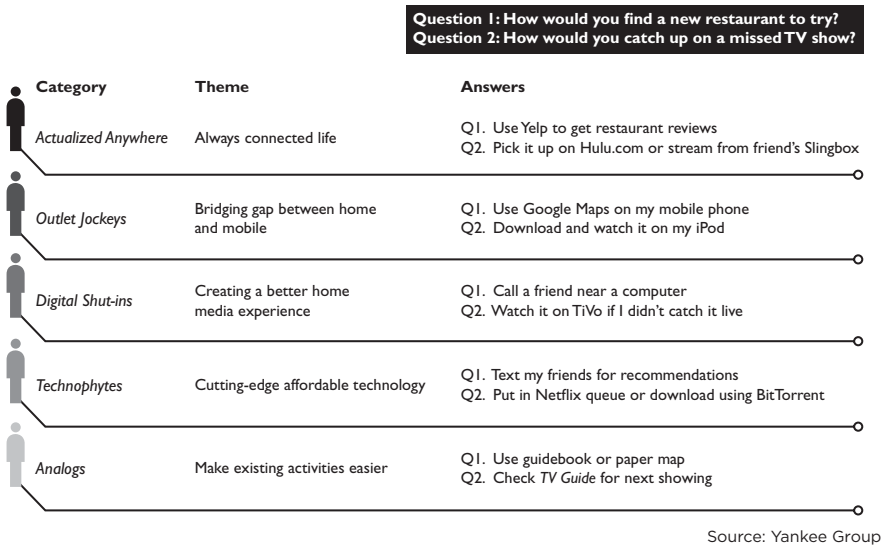 Question 1: How would you find a new restaurant to try?
Question 2: How would you catch up on a missed TV show?
Category Theme Answers
Actualized Anywhere Always connected life
Q1. Use Yelp to get restaurant reviews
Q2. Pick it up on Hulu.com or stream from friend's Slingbox
Outlet Jockeys
Bridging gap between home
and mobile
Q1. Use Google Maps on my mobile phone
Q2. Download and watch it on my iPod
Digital Shut-ins
Creating a better home
media experience
Q1. Call a friend near a computer
Q2. Watch it on TiVo if I didn't catch it live
Technophytes Cutting-edge affordable technology
Q1. Text my friends for recommendations
Q2. Put in Netflix queue or download using BitTorrent
Analogs Make existing activities easier
Q1. Use guidebook or paper map
Q2. Check TV Guide for next showing
Source: Yankee Group